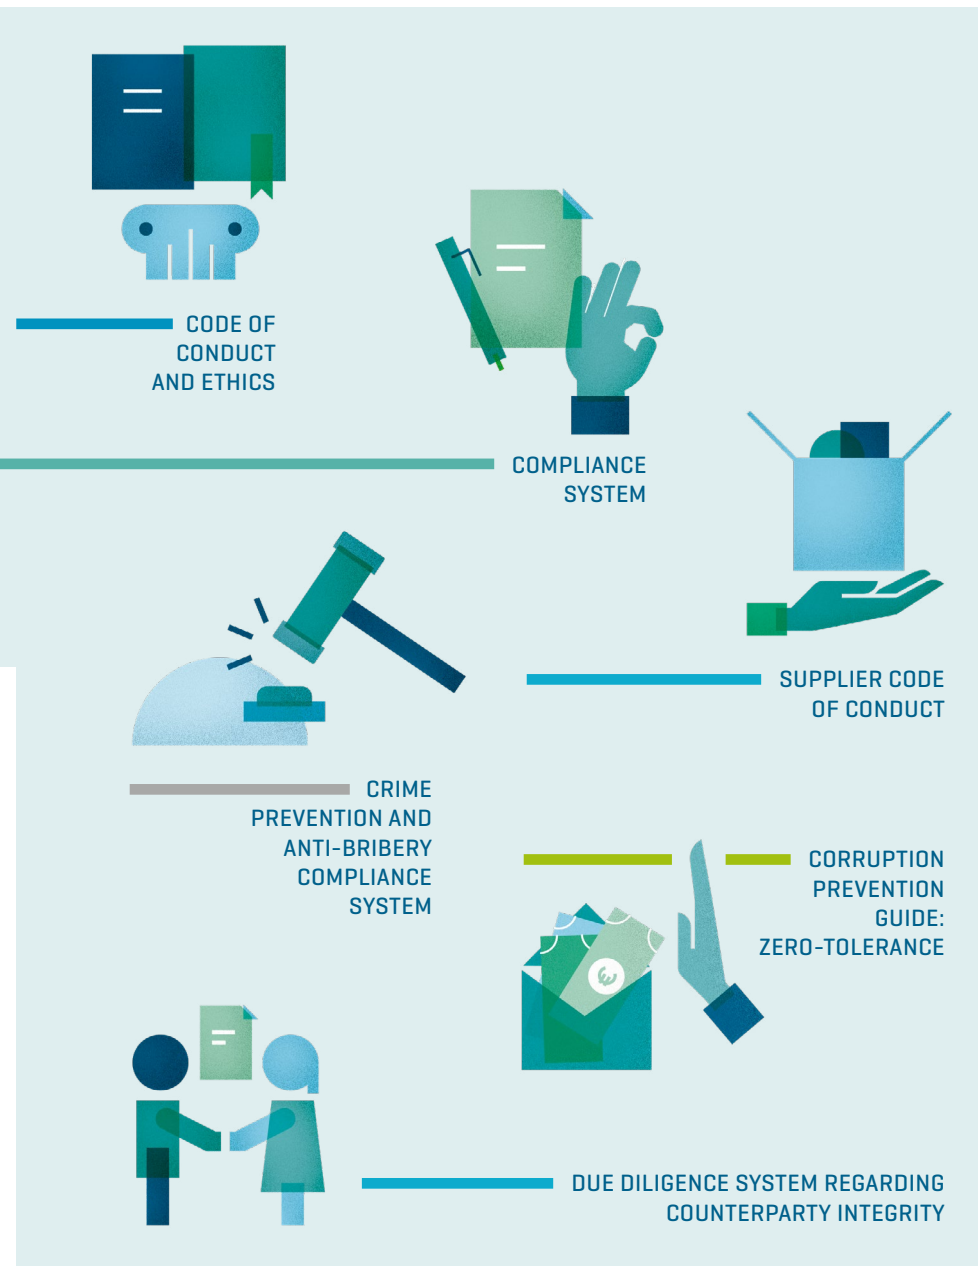 CODE OF
CONDUCT
AND ETHICS
COMPLIANCE
SYSTEM
SUPPLIER CODE
OF CONDUCT
CRIME
PREVENTION AND
ANTI-BRIBERY
COMPLIANCE
SYSTEM
CORRUPTION
PREVENTION
GUIDE:
ZERO-TOLERANCE
€
DUE DILIGENCE SYSTEM REGARDING
COUNTERPARTY INTEGRITY